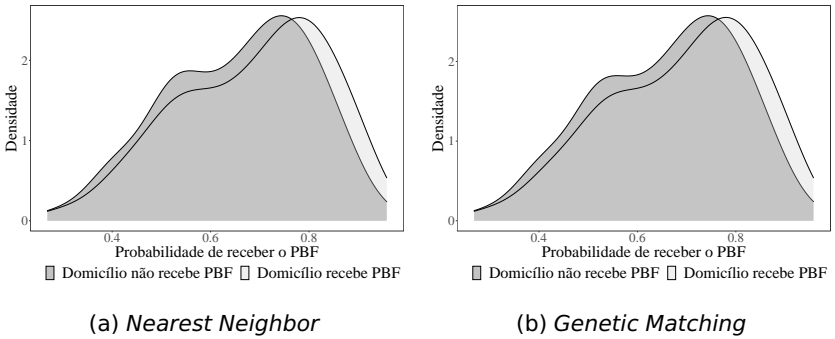 Densidade
2
1
0
0.4 0.6 0.8
Probabilidade de receber o PBF
Domicílio não recebe PBF Domicílio recebe PBF
(a) Nearest Neighbor
Densidade
2
1
0
0.4 0.6 0.8
Probabilidade de receber o PBF
Domicílio não recebe PBF Domicílio recebe PBF
(b) Genetic Matching